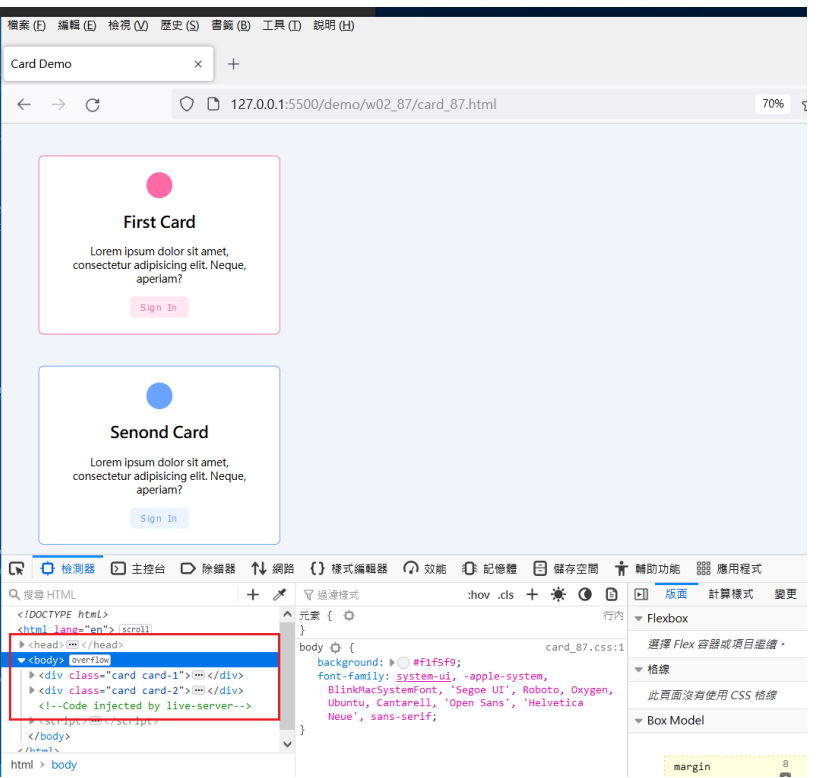 檔案(F) 編輯(E) 檢視(V) 歷史(S) 書籤(B) 工具(T) 說明(H)
Card Demo × +
127.0.0.1:5500/demo/w02_87/card_87.html 70%
First Card
Lorem ipsum dolor sit amet,
consectetur adipisicing elit. Neque,
aperiam?
Sign In
Senond Card
Lorem ipsum dolor sit amet,
consectetur adipisicing elit. Neque,
aperiam?
Sign In
檢測器 主控台 除錯器 網路 樣式編輯器 效能 記憶體 儲存空間 輔助功能 應用程式
搜尋 HTML
<!DOCTYPE html>
<html lang="en"> scroll
<head> ⋯ </head>
<body> overflow
<div class="card card-1"> ⋯ </div>
<div class="card card-2"> ⋯ </div>
<!--Code injected by live-server-->
<script> ⋯ </script>
</body>
</html>
html > body
過濾樣式 :hov .cls
元素 { 行內
}
body { card_87.css:1
background: #f1f5f9;
font-family: system-ui, -apple-system,
BlinkMacSystemFont, 'Segoe UI', Roboto, Oxygen,
Ubuntu, Cantarell, 'Open Sans', 'Helvetica
Neue', sans-serif;
}
版面 計算樣式 變更
Flexbox
選擇 Flex 容器或項目繼續。
格線
此頁面沒有使用 CSS 格線
Box Model
margin 8